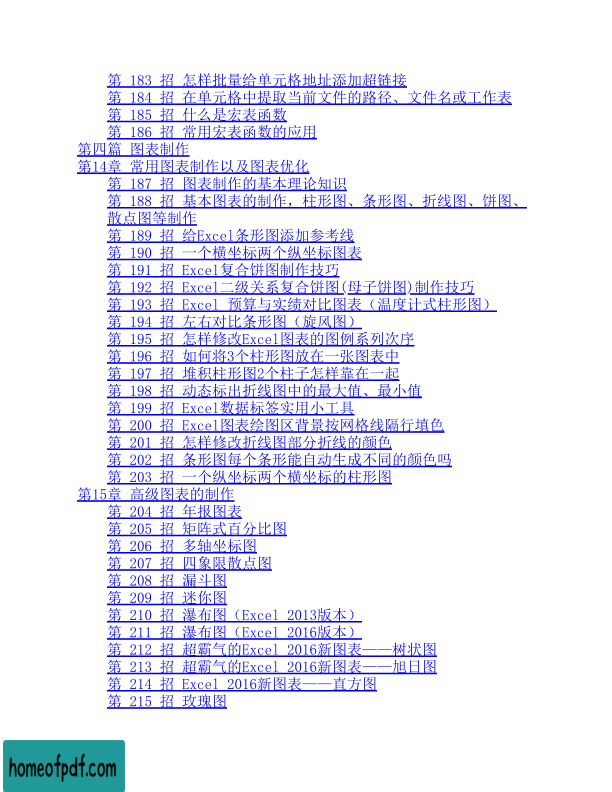 第 183 招 怎样批量给单元格地址添加超链接
第 184 招 在单元格中提取当前文件的路径、文件名或工作表
第 185 招 什么是宏表函数
第 186 招 常用宏表函数的应用
第四篇 图表制作
第14章 常用图表制作以及图表优化
第 187 招 图表制作的基本理论知识
第 188 招 基本图表的制作，柱形图、条形图、折线图、饼图、
散点图等制作
第 189 招 给Excel条形图添加参考线
第 190 招 一个横坐标两个纵坐标图表
第 191 招 Excel复合饼图制作技巧
第 192 招 Excel二级关系复合饼图(母子饼图)制作技巧
第 193 招 Excel 预算与实绩对比图表（温度计式柱形图）
第 194 招 左右对比条形图（旋风图）
第 195 招 怎样修改Excel图表的图例系列次序
第 196 招 如何将3个柱形图放在一张图表中
第 197 招 堆积柱形图2个柱子怎样靠在一起
第 198 招 动态标出折线图中的最大值、最小值
第 199 招 Excel数据标签实用小工具
第 200 招 Excel图表绘图区背景按网格线隔行填色
第 201 招 怎样修改折线图部分折线的颜色
第 202 招 条形图每个条形能自动生成不同的颜色吗
第 203 招 一个纵坐标两个横坐标的柱形图
第15章 高级图表的制作
第 204 招 年报图表
第 205 招 矩阵式百分比图
第 206 招 多轴坐标图
第 207 招 四象限散点图
第 208 招 漏斗图
第 209 招 迷你图
第 210 招 瀑布图（Excel 2013版本）
第 211 招 瀑布图（Excel 2016版本）
第 212 招 超霸气的Excel 2016新图表——树状图
第 213 招 超霸气的Excel 2016新图表——旭日图
第 214 招 Excel 2016新图表——直方图
第 215 招 玫瑰图
homeofpdf.com